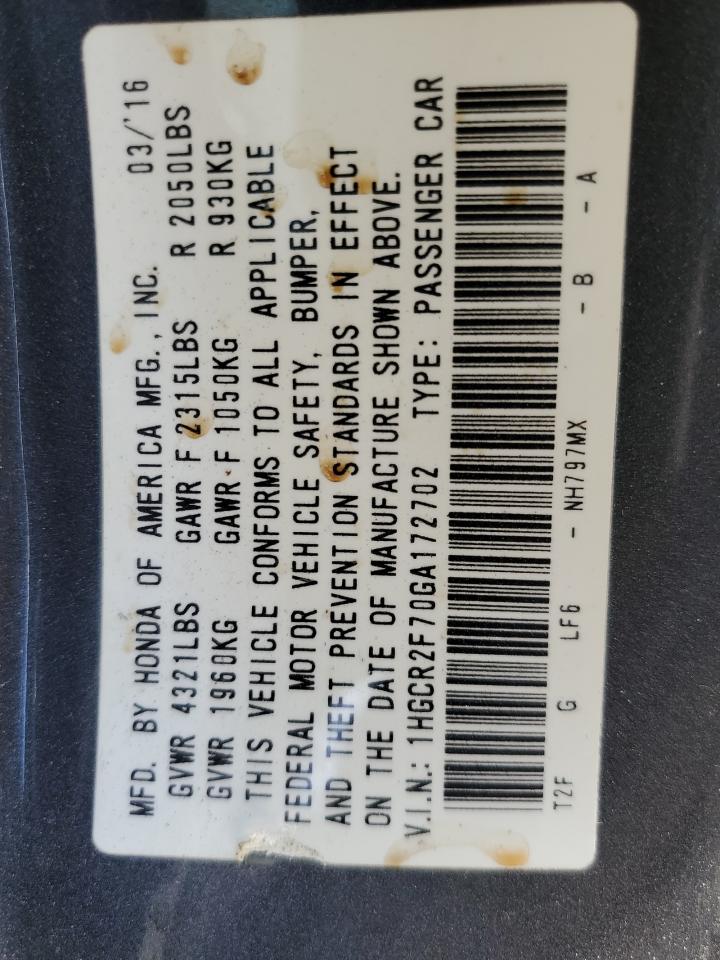 MFD. BY HONDA OF AMERICA MFG., INC. 03/'16
GVWR 4321LBS GAWR F 2315LBS R 2050LBS
GVWR 1960KG GAWR F 1050KG R 930KG
THIS VEHICLE CONFORMS TO ALL APPLICABLE
FEDERAL MOTOR VEHICLE SAFETY, BUMPER,
AND THEFT PREVENTION STANDARDS IN EFFECT
ON THE DATE OF MANUFACTURE SHOWN ABOVE.
V.I.N.: 1HGCR2F70GA172702 TYPE: PASSENGER CAR
T2F G LF6 - NH797MX - B - A